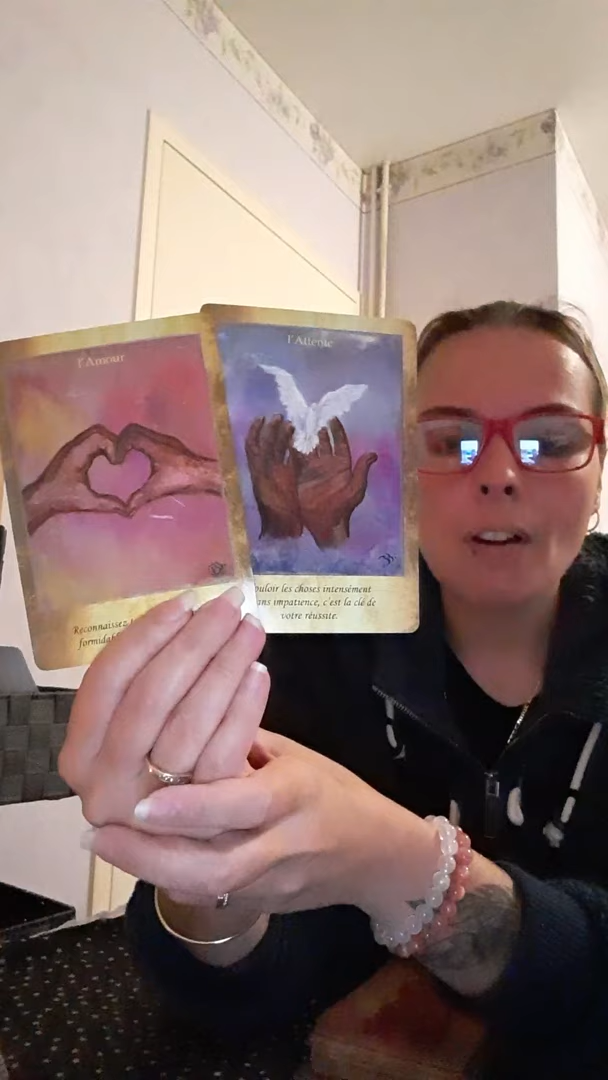 l'Amour
Reconnaissez
formidab
l'Attente
ouloir les choses intensément
ans impatience, c'est la clé de
votre réussite.